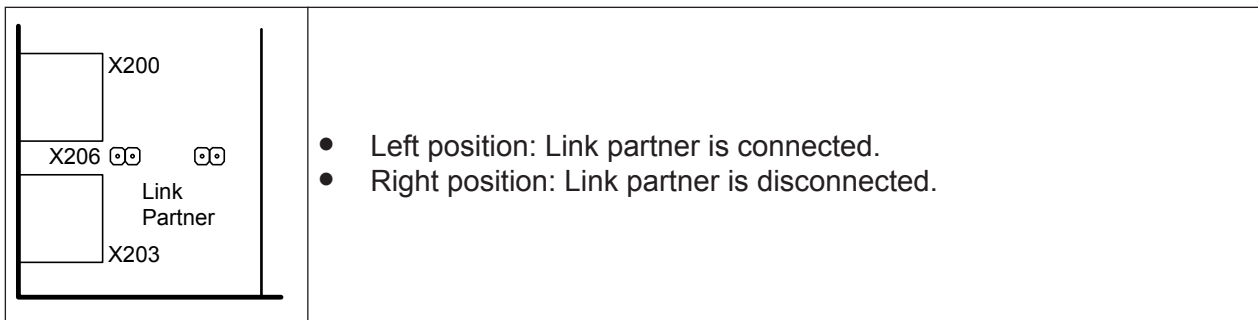 X200
X206
Link
Partner
X203
● Left position: Link partner is connected.
● Right position: Link partner is disconnected.